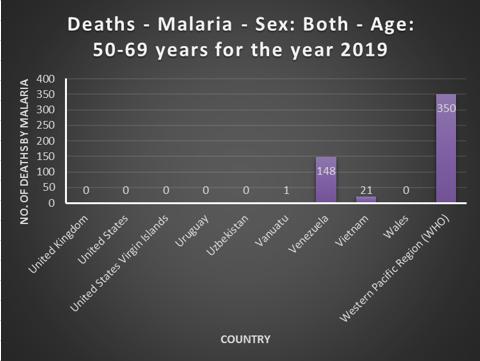 Deaths - Malaria - Sex: Both - Age:
50-69 years for the year 2019
NO. OF DEATHS BY MALARIA
400
350
300
250
200
150
100
50
0
0
0
0
0
0
1
148
21
0
350
United Kingdom
United States
United States Virgin Islands
Uruguay
Uzbekistan
Vanuatu
Venezuela
Vietnam
Wales
Western Pacific Region (WHO)
COUNTRY